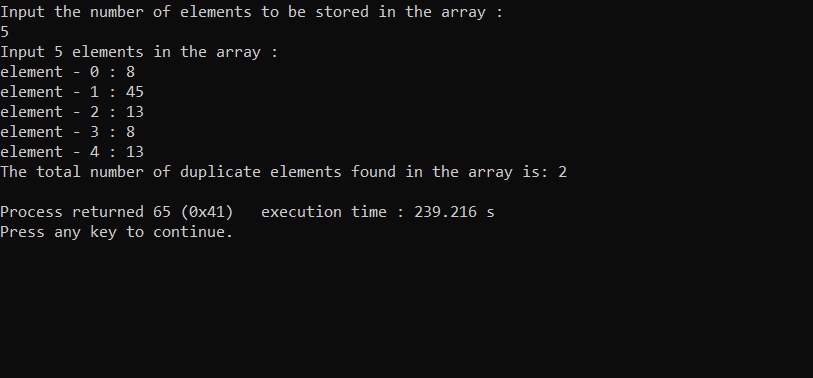 Input the number of elements to be stored in the array :
5
Input 5 elements in the array :
element - 0 : 8
element - 1 : 45
element - 2 : 13
element - 3 : 8
element - 4 : 13
The total number of duplicate elements found in the array is: 2
Process returned 65 (0x41)   execution time : 239.216 s
Press any key to continue.